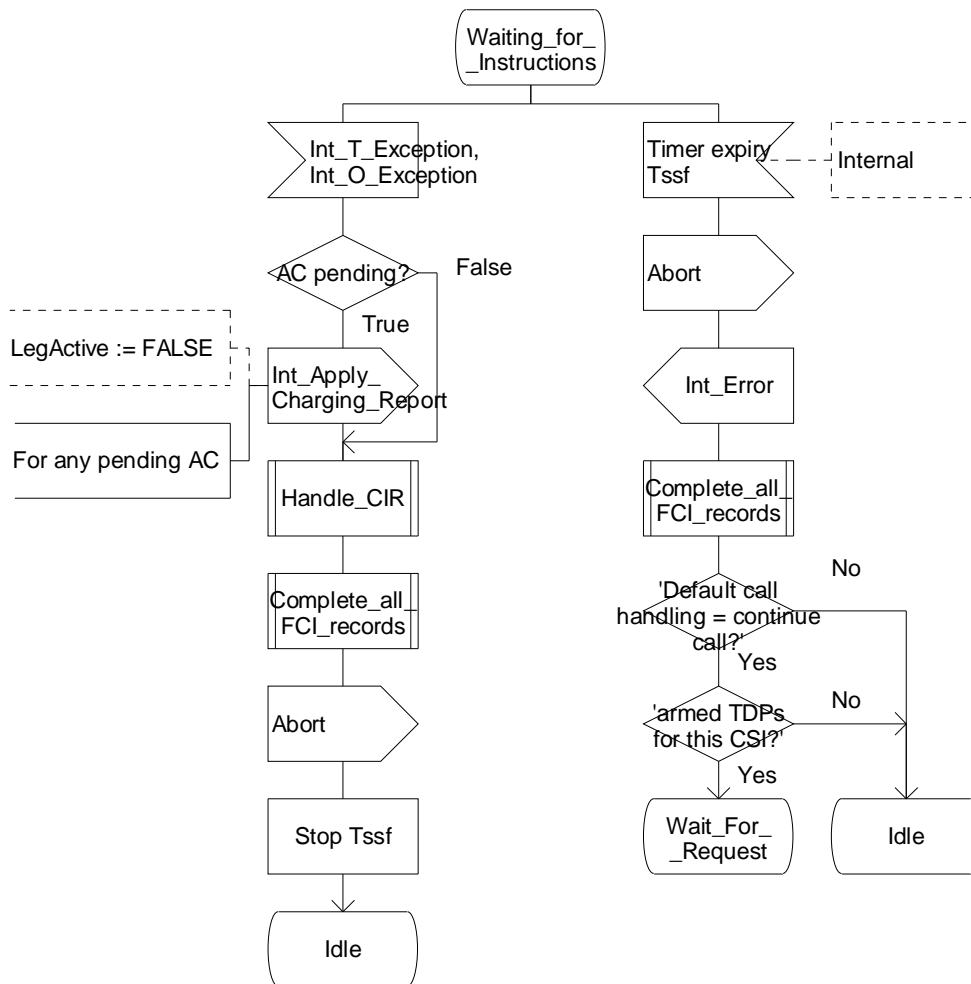 Waiting_for_
_Instructions
Int_T_Exception,
Int_O_Exception
Timer expiry
Tssf
Internal
AC pending?
False
Abort
True
LegActive := FALSE
Int_Apply_
Charging_Report
Int_Error
For any pending AC
Handle_CIR
Complete_all_
FCI_records
No
Complete_all_
FCI_records
'Default call
handling = continue
call?'
Yes
Abort
'armed TDPs
for this CSI?'
No
Yes
Stop Tssf
Wait_For_
_Request
Idle
Idle